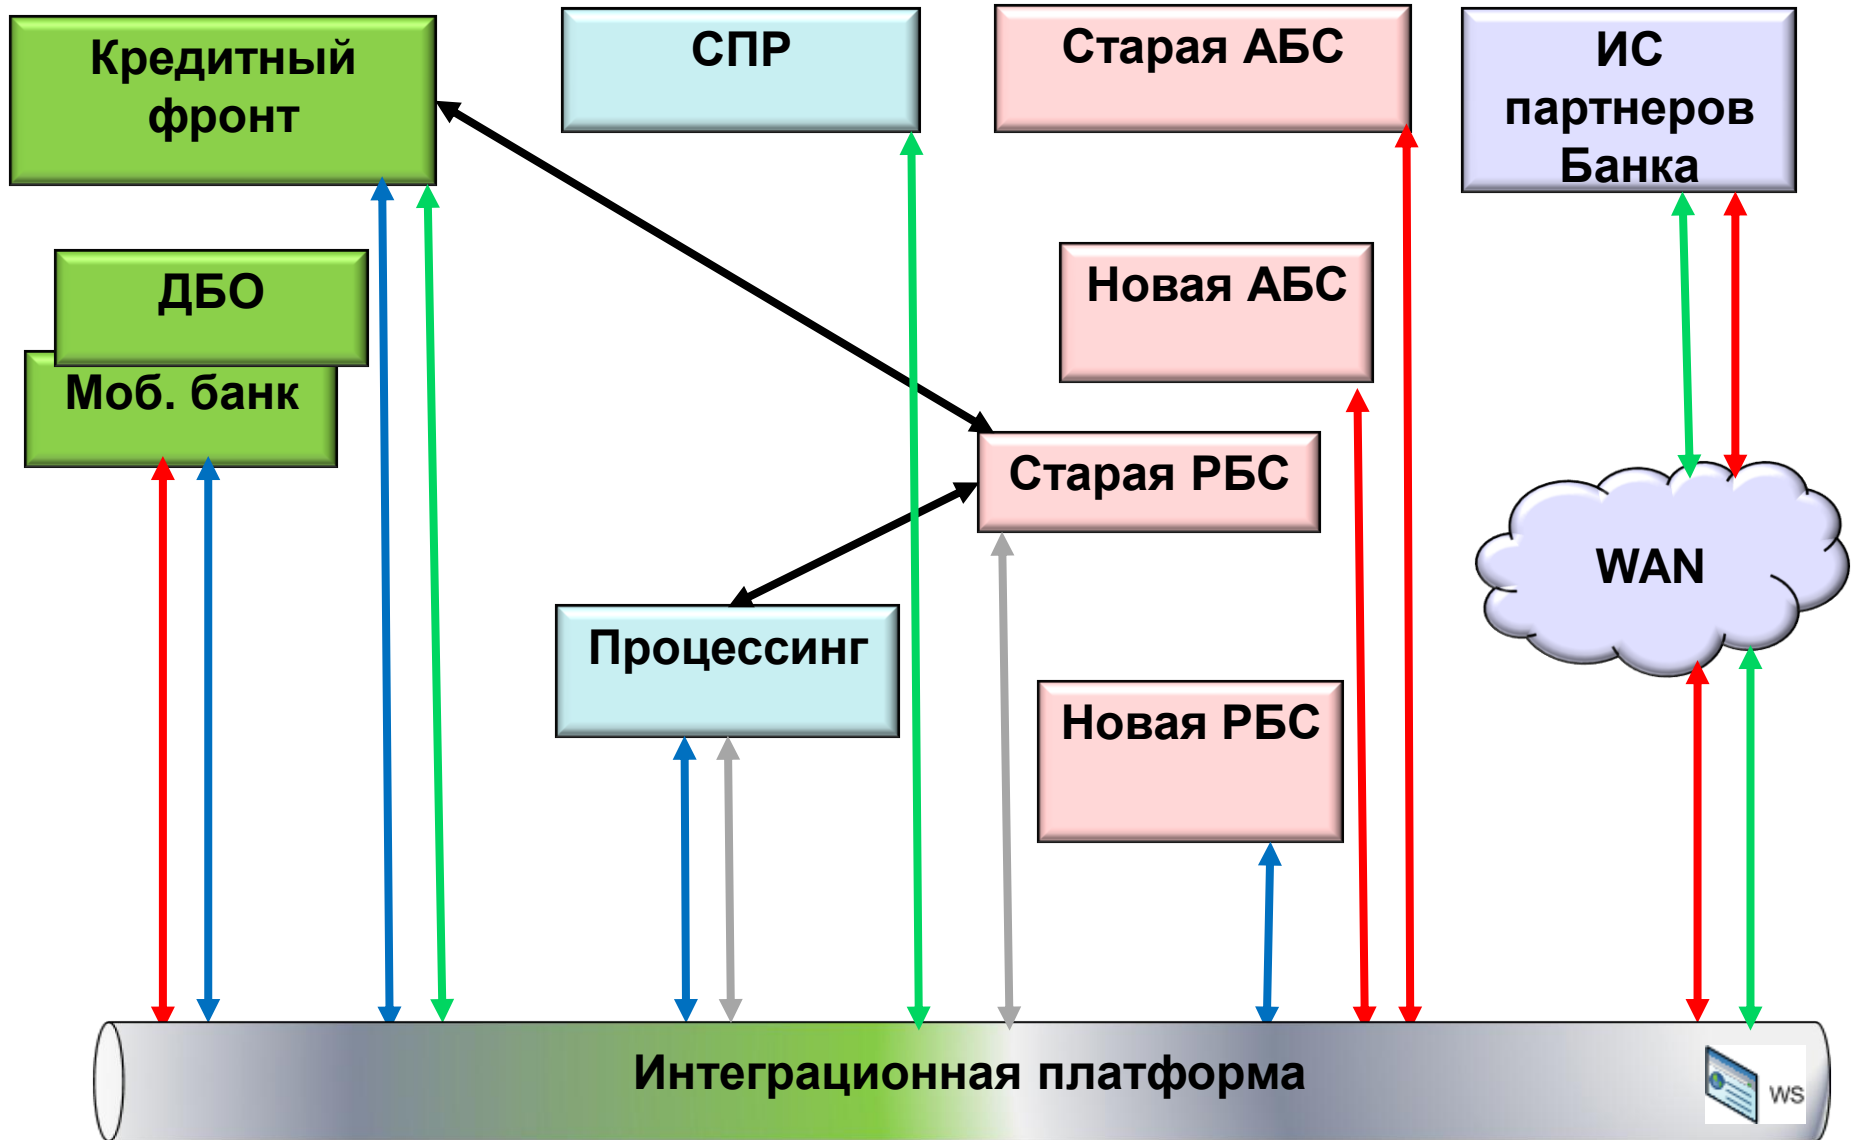 Кредитный
фронт
СПР
Старая АБС
ИС
партнеров
Банка
ДБО
Новая АБС
Моб. банк
Старая РБС
WAN
Процессинг
Новая РБС
Интеграционная платформа
WS